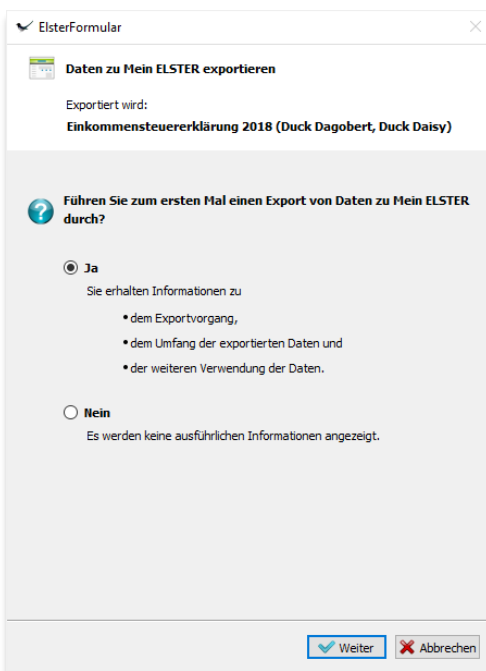 ElsterFormular
Daten zu Mein ELSTER exportieren
Exportiert wird:
Einkommensteuererklärung 2018 (Duck Dagobert, Duck Daisy)
Führen Sie zum ersten Mal einen Export von Daten zu Mein ELSTER
durch?
Ja
Sie erhalten Informationen zu
• dem Exportvorgang,
• dem Umfang der exportierten Daten und
• der weiteren Verwendung der Daten.
Nein
Es werden keine ausführlichen Informationen angezeigt.
Weiter
Abbrechen